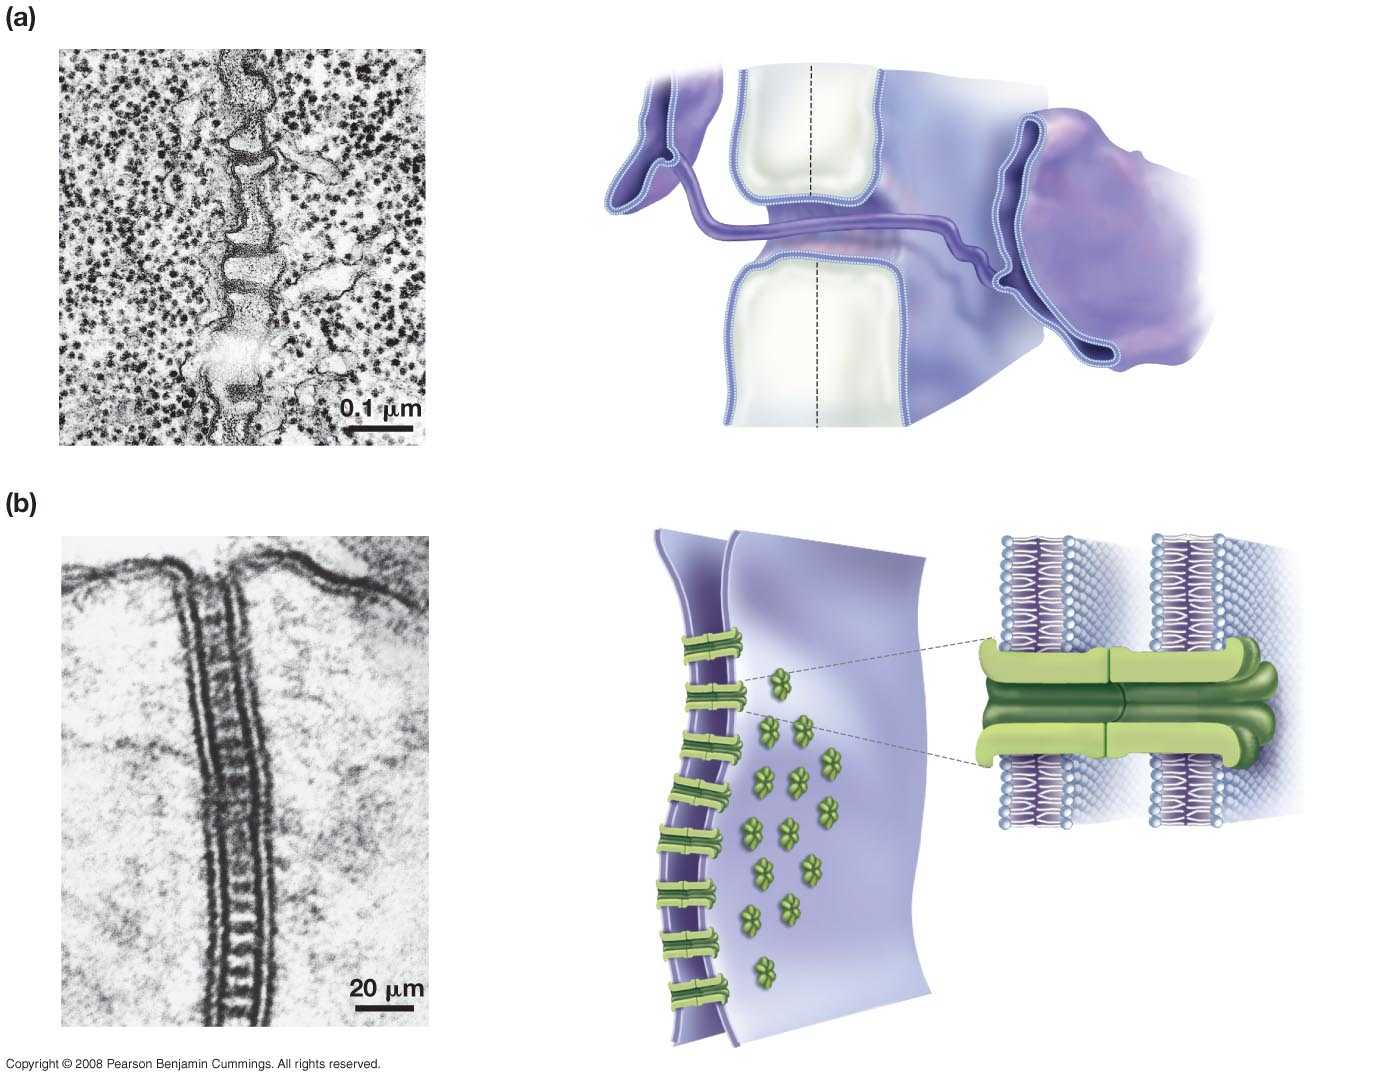 (a)
0.1 μm
(b)
20 μm
Copyright © 2008 Pearson Benjamin Cummings. All rights reserved.